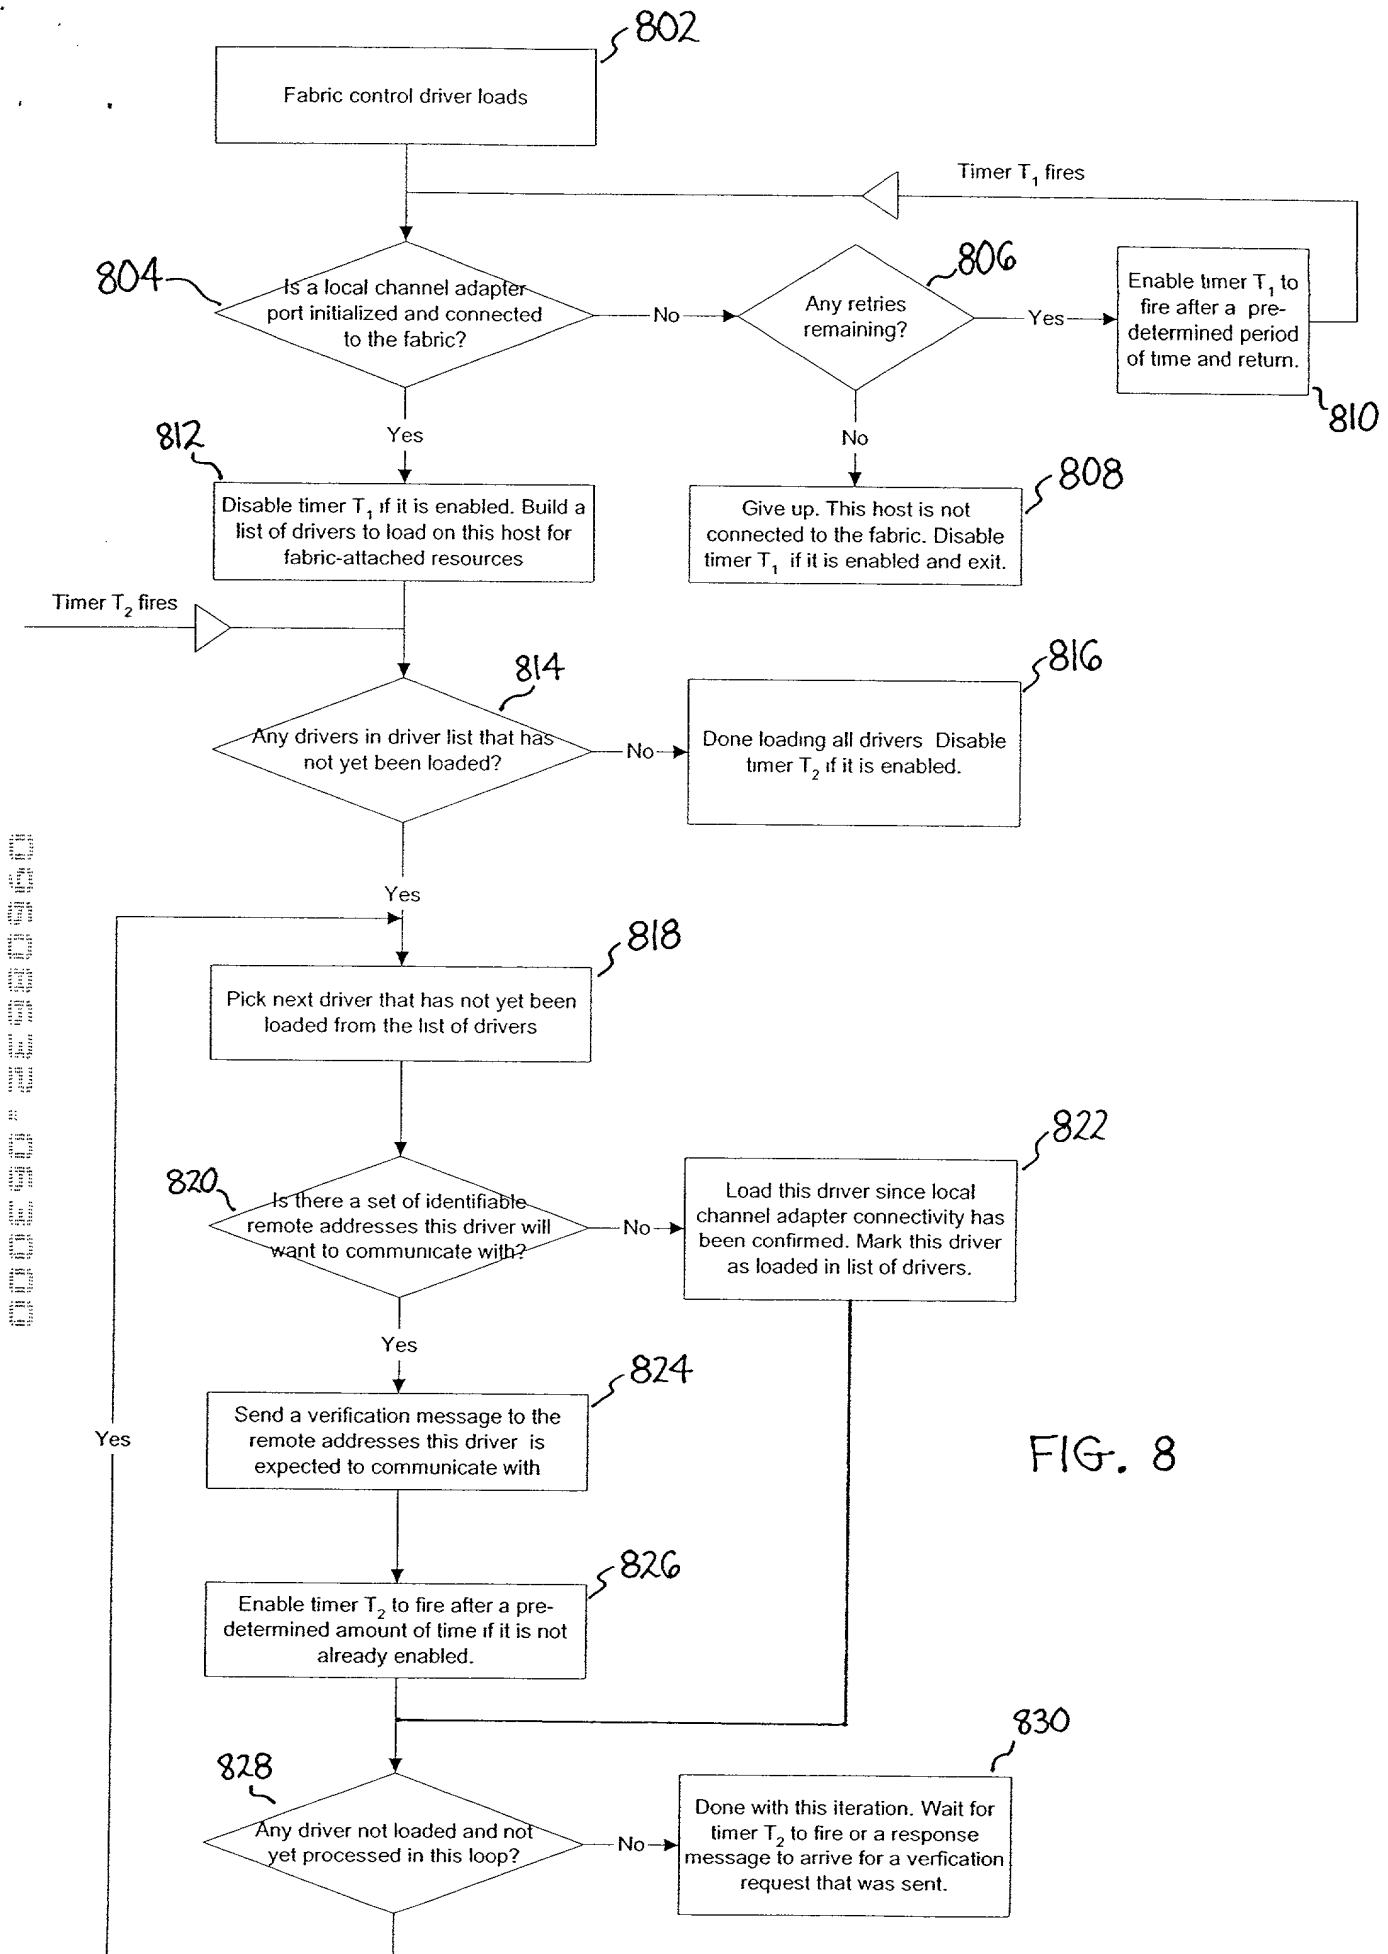 802
Fabric control driver loads
Timer T1 fires
804
Is a local channel adapter
port initialized and connected
to the fabric?
No
806
Any retries
remaining?
Yes
Enable timer T1 to
fire after a pre-
determined period
of time and return.
810
Yes
No
812
Disable timer T1 if it is enabled. Build a
list of drivers to load on this host for
fabric-attached resources
808
Give up. This host is not
connected to the fabric. Disable
timer T1 if it is enabled and exit.
Timer T2 fires
814
Any drivers in driver list that has
not yet been loaded?
No
816
Done loading all drivers Disable
timer T2 if it is enabled.
Yes
818
Pick next driver that has not yet been
loaded from the list of drivers
820
Is there a set of identifiable
remote addresses this driver will
want to communicate with?
No
822
Load this driver since local
channel adapter connectivity has
been confirmed. Mark this driver
as loaded in list of drivers.
Yes
824
Send a verification message to the
remote addresses this driver is
expected to communicate with
Yes
FIG. 8
826
Enable timer T2 to fire after a pre-
determined amount of time if it is not
already enabled.
828
Any driver not loaded and not
yet processed in this loop?
No
830
Done with this iteration. Wait for
timer T2 to fire or a response
message to arrive for a verfication
request that was sent.